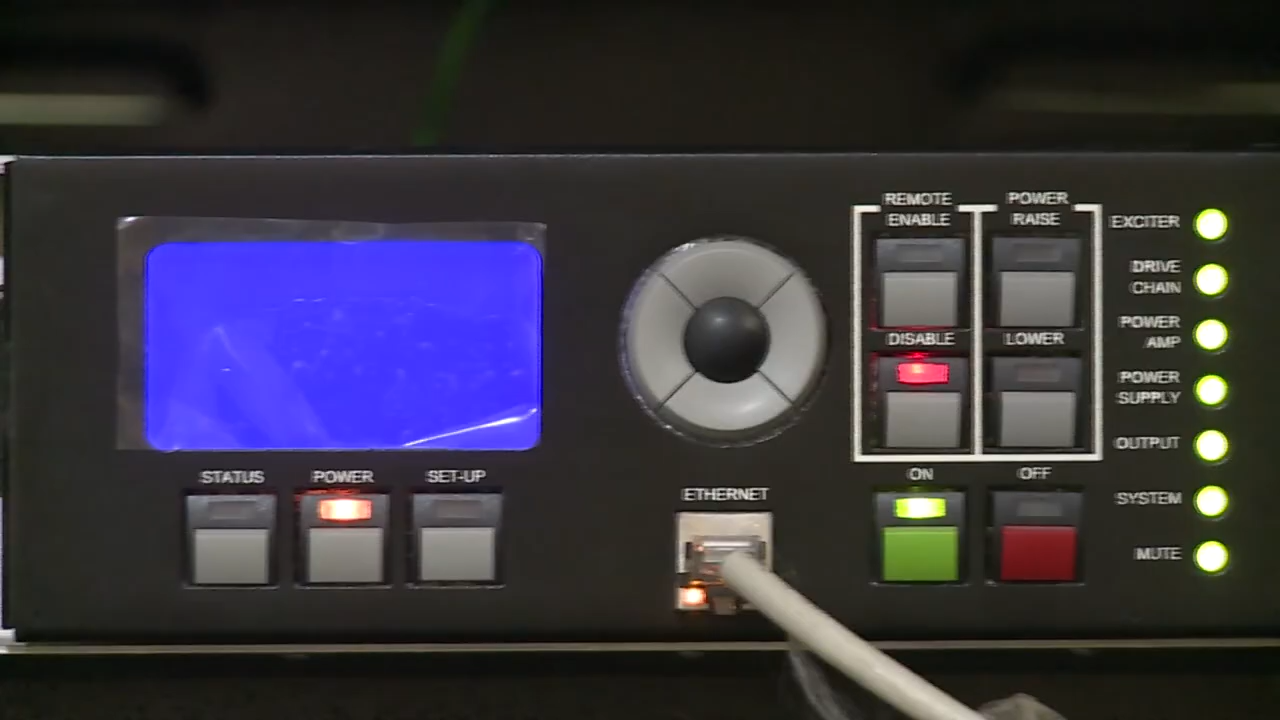 REMOTE
ENABLE
POWER
RAISE
EXCITER
DRIVE
CHAIN
DISABLE
LOWER
POWER
AMP
POWER
SUPPLY
OUTPUT
STATUS
POWER
SET-UP
ETHERNET
ON
OFF
SYSTEM
MUTE